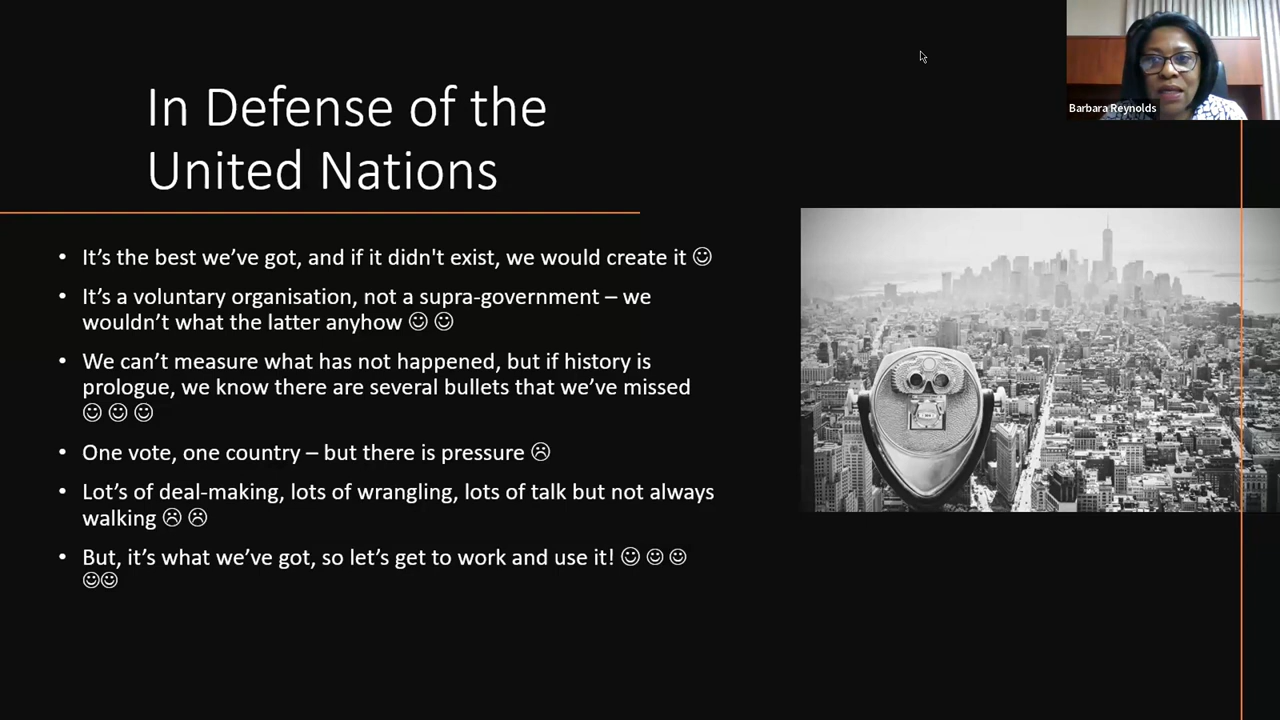 Barbara Reynolds
In Defense of the
United Nations
• It’s the best we’ve got, and if it didn't exist, we would create it ☺
• It’s a voluntary organisation, not a supra-government – we
wouldn’t what the latter anyhow ☺ ☺
• We can’t measure what has not happened, but if history is
prologue, we know there are several bullets that we’ve missed
☺ ☺ ☺
• One vote, one country – but there is pressure ☹
• Lot’s of deal-making, lots of wrangling, lots of talk but not always
walking ☹ ☹
• But, it’s what we’ve got, so let’s get to work and use it! ☺ ☺ ☺
☺☺